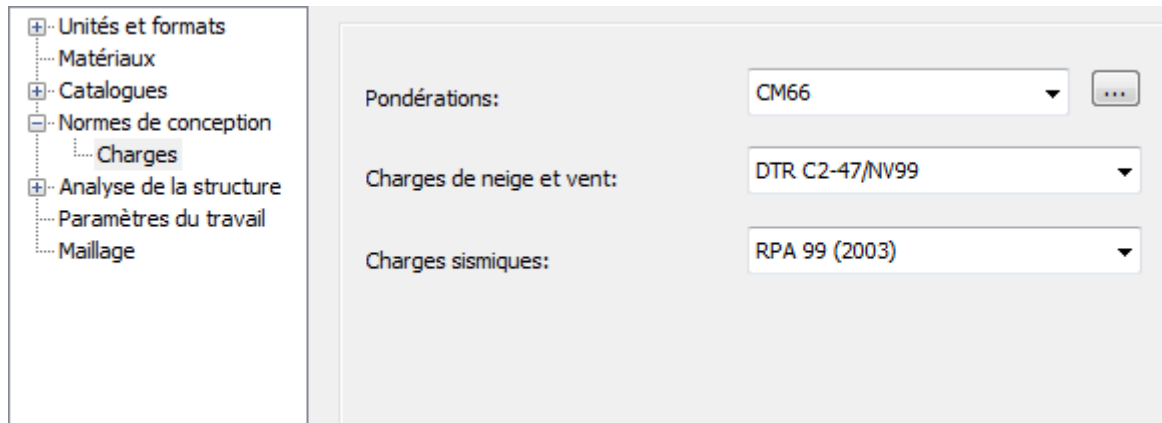 Unités et formats
Matériaux
Catalogues
Normes de conception
Charges
Analyse de la structure
Paramètres du travail
Maillage
Pondérations:
CM66
...
Charges de neige et vent:
DTR C2-47/NV99
Charges sismiques:
RPA 99 (2003)